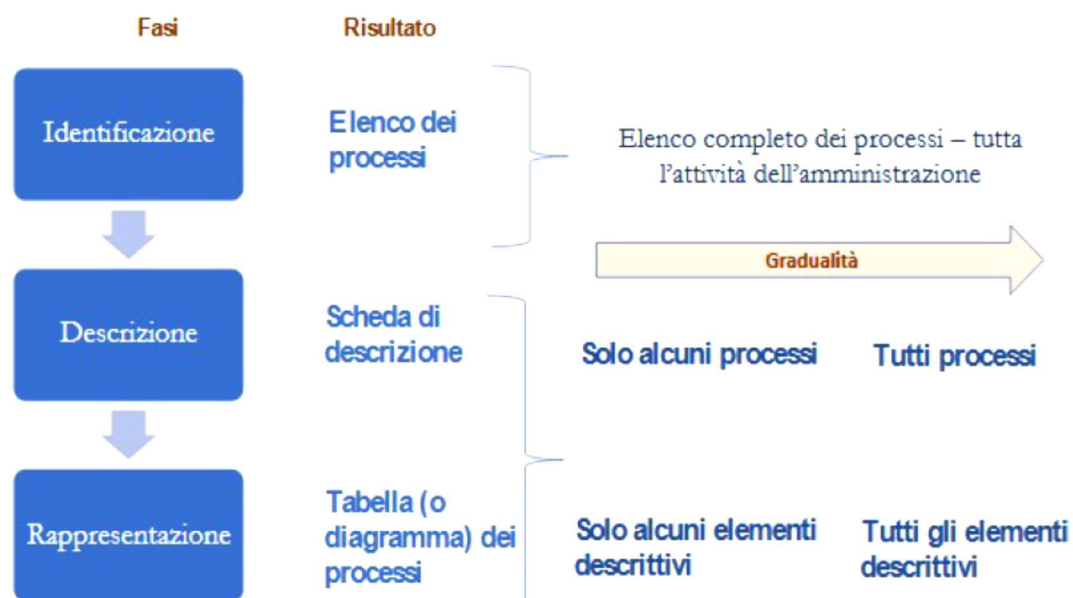 Fasi
Risultato
Identificazione
Elenco dei
processi
Elenco completo dei processi – tutta
l'attività dell'amministrazione
Gradualità
Descrizione
Scheda di
descrizione
Solo alcuni processi
Tutti processi
Rappresentazione
Tabella (o
diagramma) dei
processi
Solo alcuni elementi
descrittivi
Tutti gli elementi
descrittivi